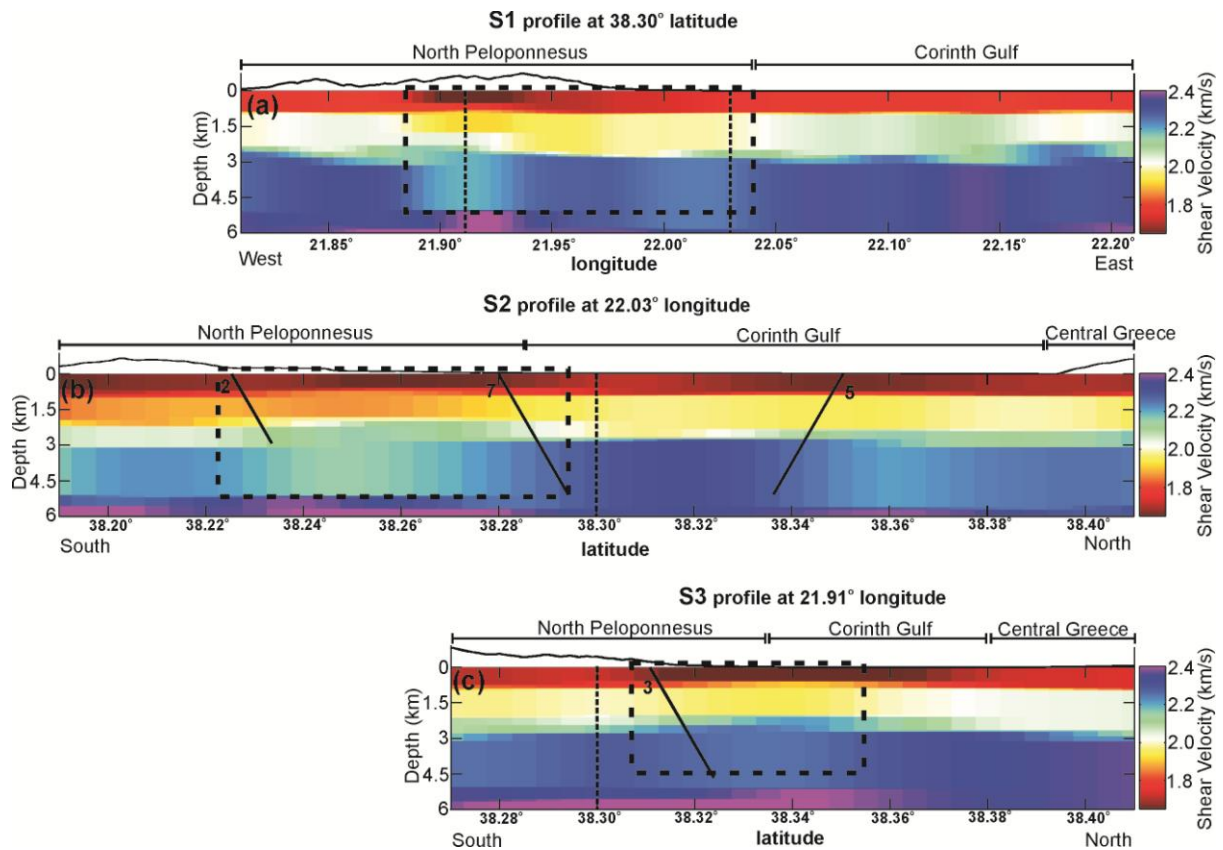 S1 profile at 38.30° latitude
North Peloponnesus
Corinth Gulf
(a)
Depth (km)
0
1.5
3
4.5
6
21.85° 21.90° 21.95° 22.00° 22.05° 22.10° 22.15° 22.20°
West longitude East
2.4
2.2
2.0
1.8
Shear Velocity (km/s)
S2 profile at 22.03° longitude
North Peloponnesus
Corinth Gulf
Central Greece
(b)
2
7
5
Depth (km)
0
1.5
3
4.5
6
38.20° 38.22° 38.24° 38.26° 38.28° 38.30° 38.32° 38.34° 38.36° 38.38° 38.40°
South latitude North
2.4
2.2
2.0
1.8
Shear Velocity (km/s)
S3 profile at 21.91° longitude
North Peloponnesus
Corinth Gulf
Central Greece
(c)
3
Depth (km)
0
1.5
3
4.5
6
38.28° 38.30° 38.32° 38.34° 38.36° 38.38° 38.40°
South latitude North
2.4
2.2
2.0
1.8
Shear Velocity (km/s)